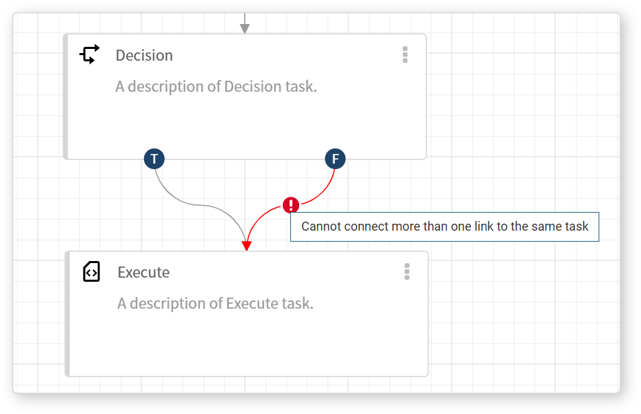 Decision
A description of Decision task.
T
F
!
Cannot connect more than one link to the same task
Execute
A description of Execute task.